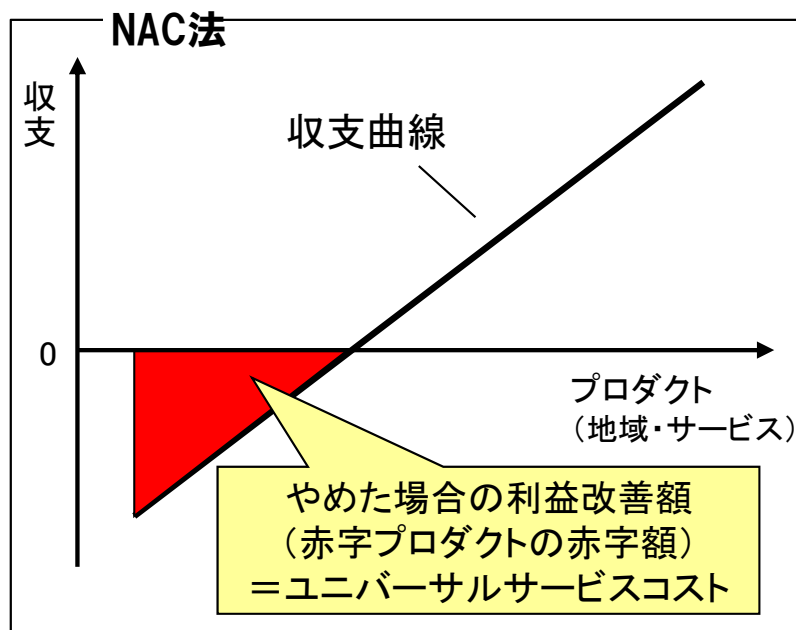 NAC法
収支
収支曲線
0
プロダクト
（地域・サービス）
やめた場合の利益改善額
（赤字プロダクトの赤字額）
＝ユニバーサルサービスコスト